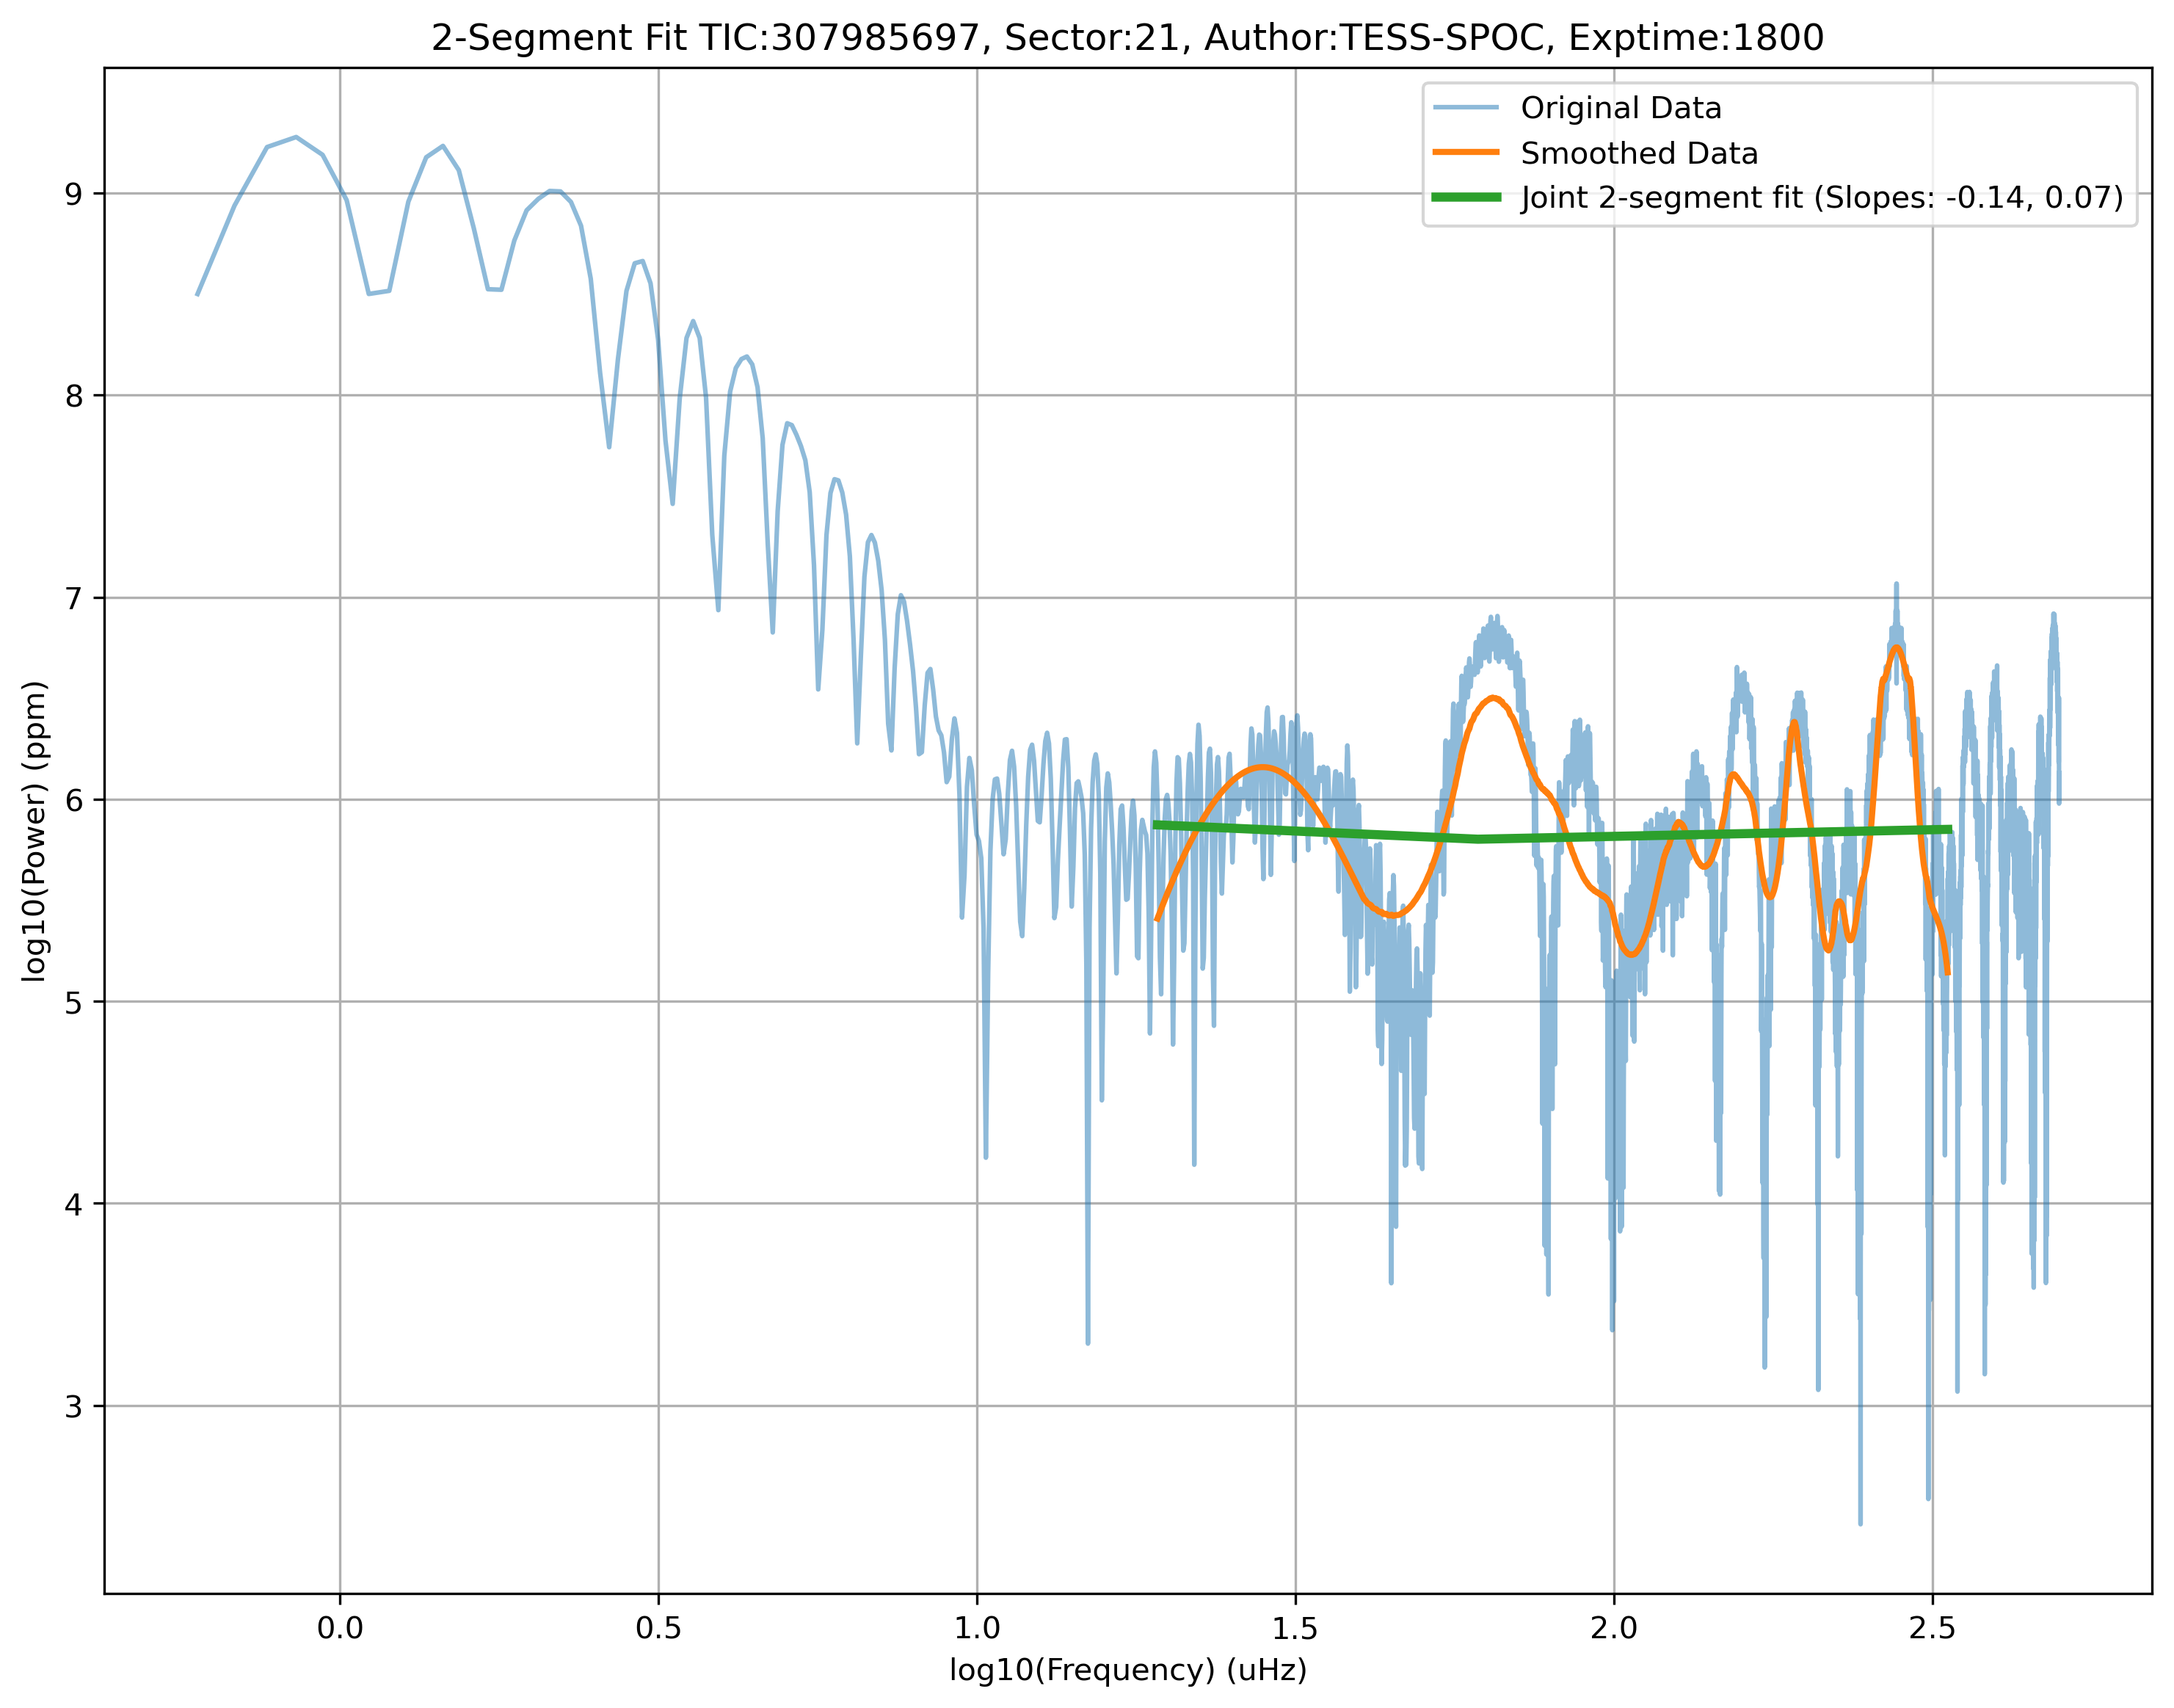 2-Segment Fit TIC:307985697, Sector:21, Author:TESS-SPOC, Exptime:1800
Original Data
Smoothed Data
Joint 2-segment fit (Slopes: -0.14, 0.07)
log10(Power) (ppm)
9
8
7
6
5
4
3
0.0 0.5 1.0 1.5 2.0 2.5
log10(Frequency) (uHz)